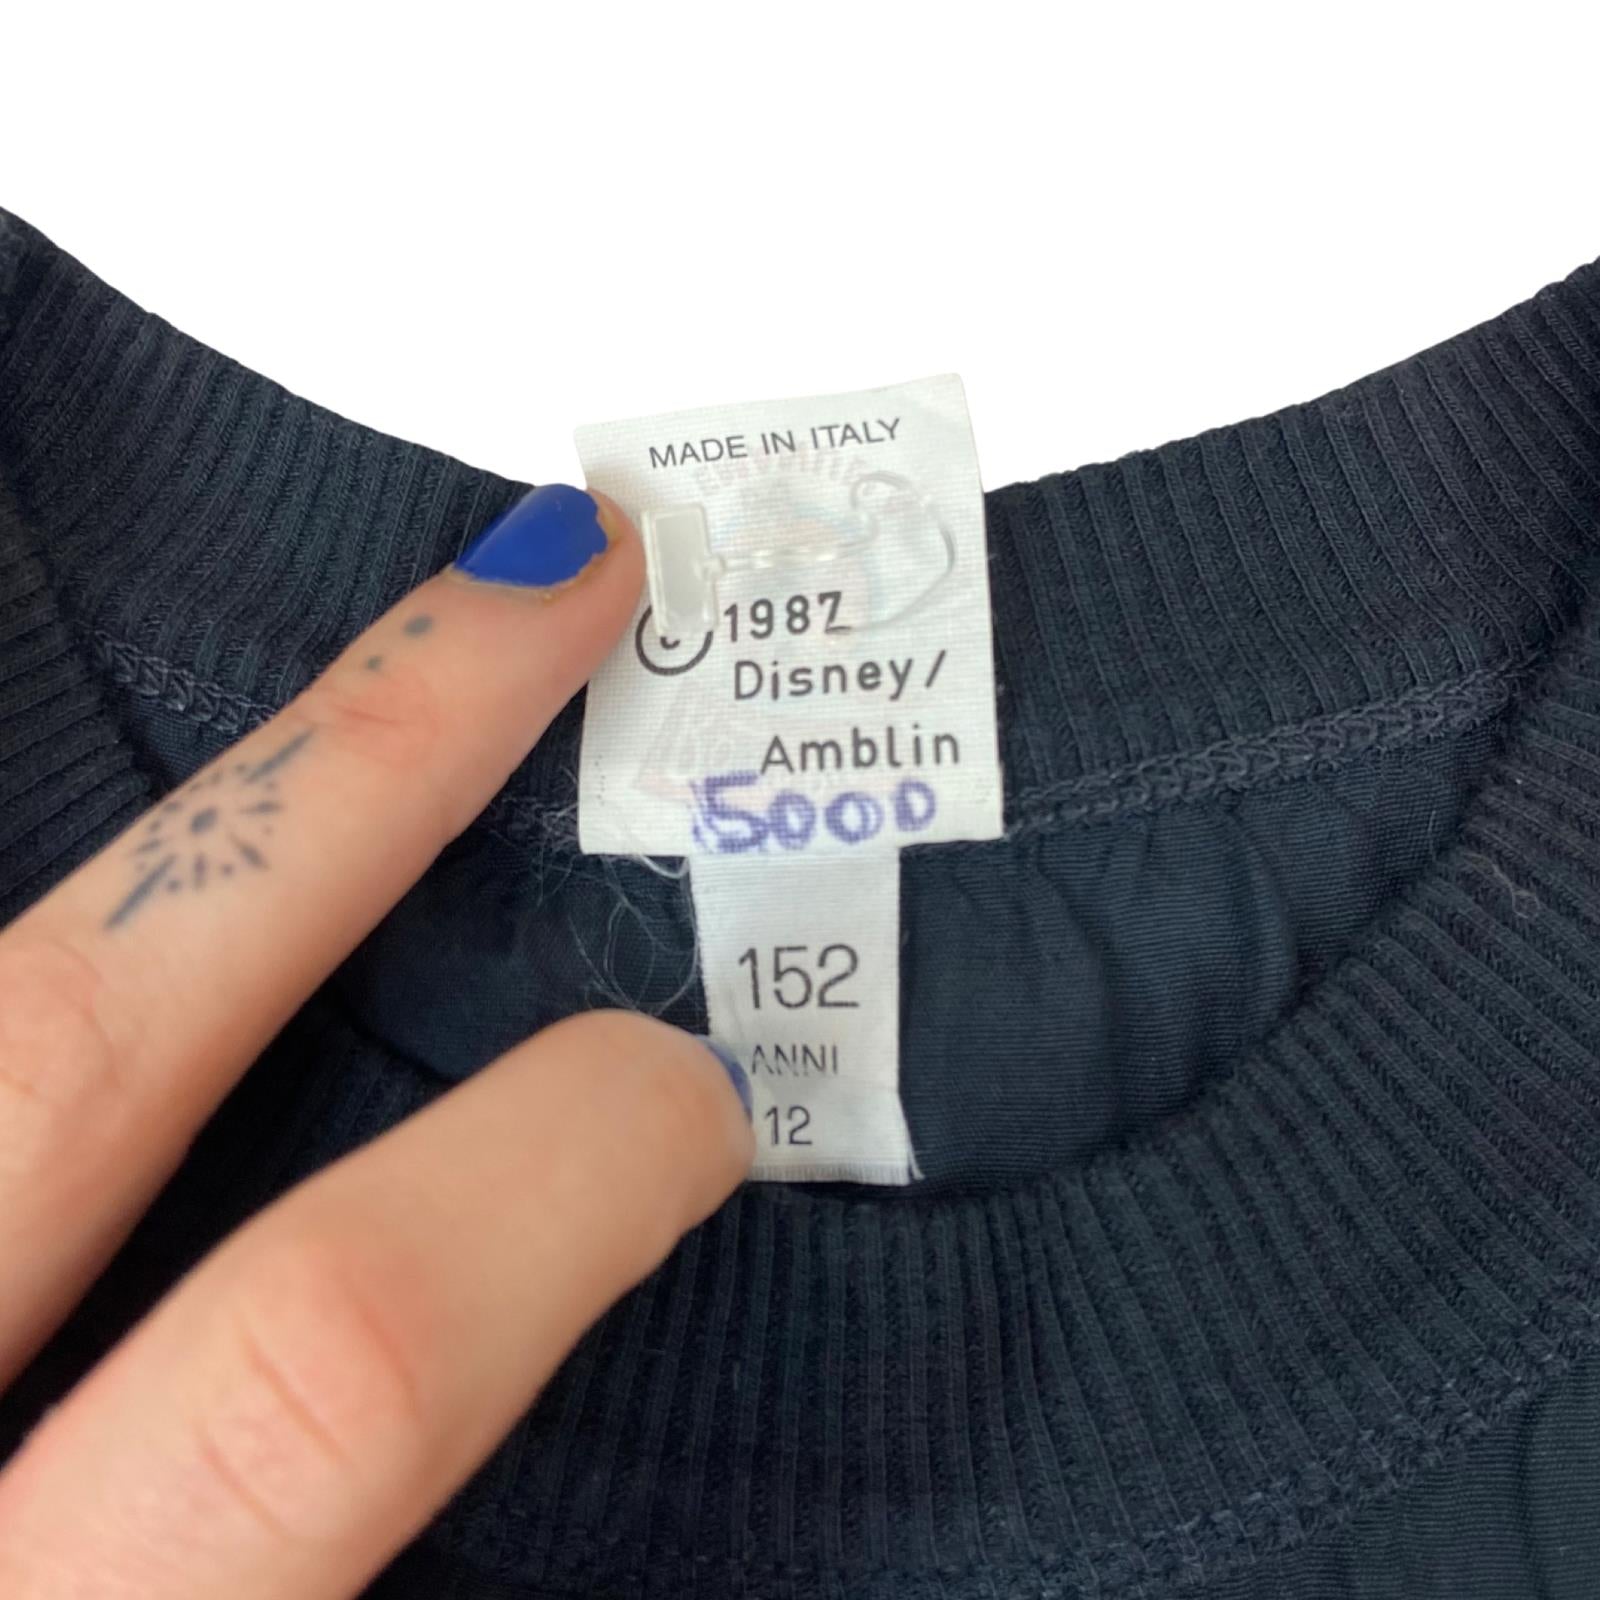 MADE IN ITALY
© 1987
Disney/
Amblin
5000
152
ANNI
12